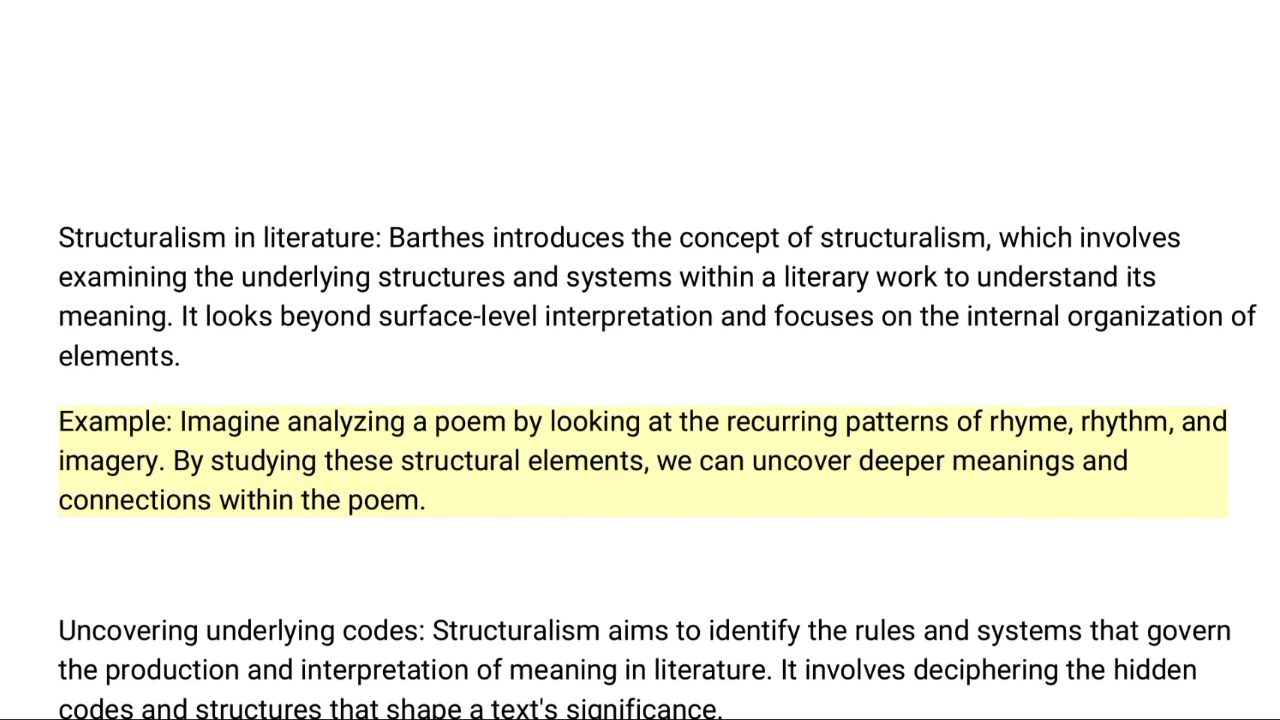 Structuralism in literature: Barthes introduces the concept of structuralism, which involves
examining the underlying structures and systems within a literary work to understand its
meaning. It looks beyond surface-level interpretation and focuses on the internal organization of
elements.
Example: Imagine analyzing a poem by looking at the recurring patterns of rhyme, rhythm, and
imagery. By studying these structural elements, we can uncover deeper meanings and
connections within the poem.
Uncovering underlying codes: Structuralism aims to identify the rules and systems that govern
the production and interpretation of meaning in literature. It involves deciphering the hidden
codes and structures that shape a text's significance.